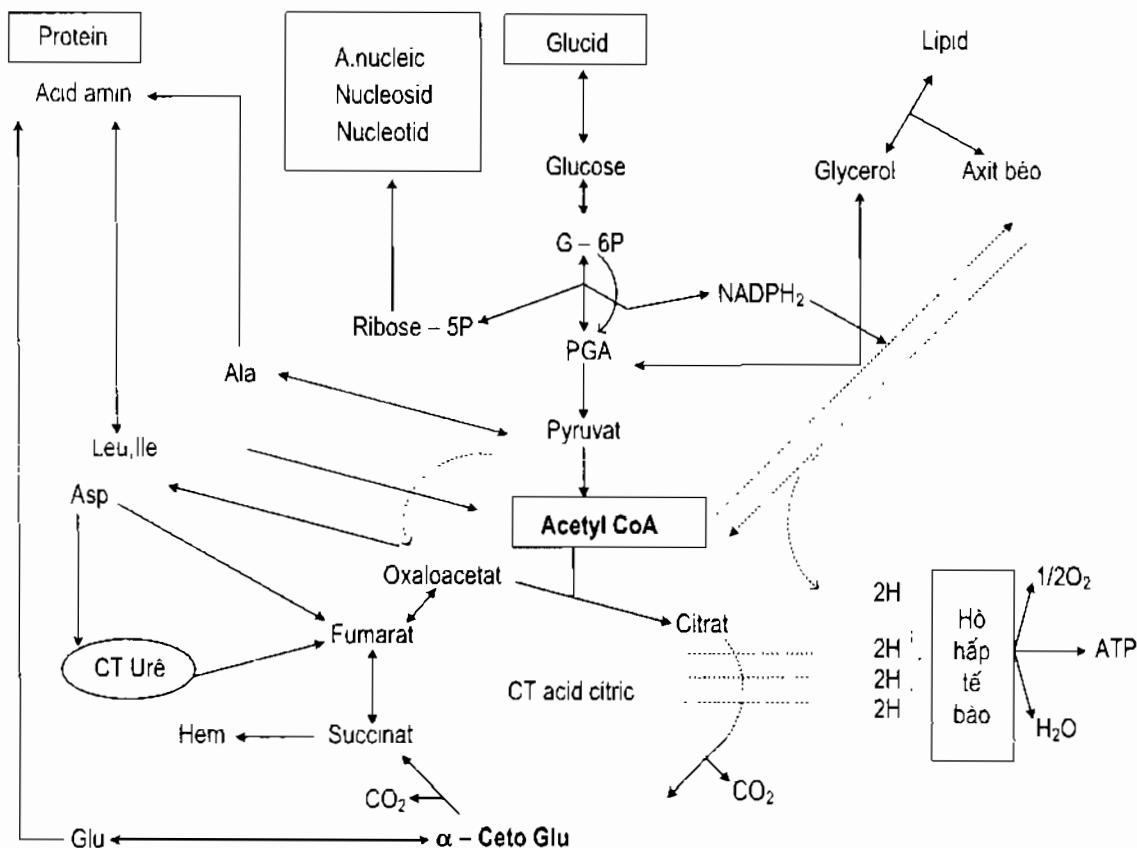 Protein
Glucid
Lipid
A.nucleic
Nucleosid
Nucleotid
Acid amin
Glucose
Glycerol
Axit béo
G – 6P
NADPH₂
Ribose – 5P
PGA
Ala
Pyruvat
Leu,Ile
Asp
Acetyl CoA
Oxaloacetat
2H
1/2O₂
Fumarat
Citrat
Hô
hấp
tế
bào
2H
2H
2H
ATP
CT Urê
CT acid citric
H₂O
Hem
Succinat
CO₂
CO₂
Glu
α – Ceto Glu